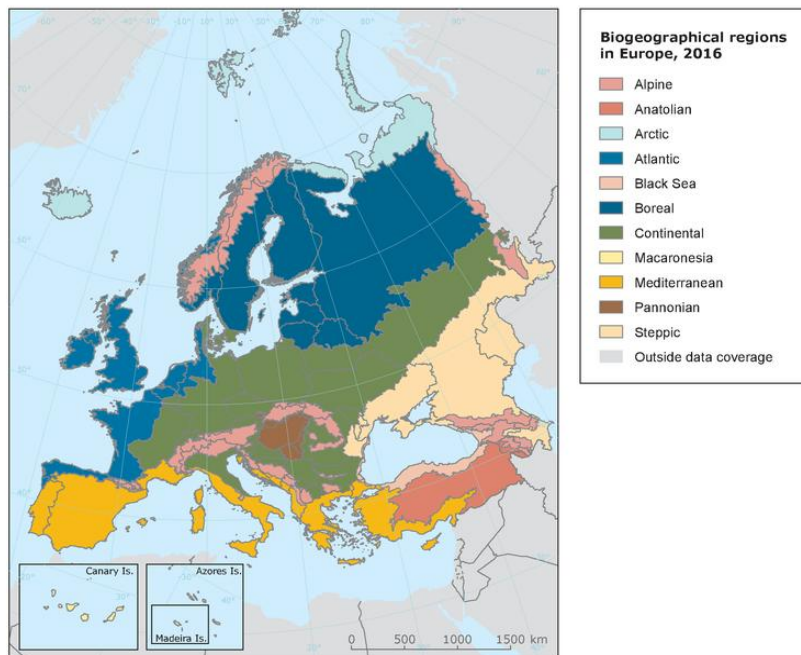 Biogeographical regions
in Europe, 2016
Alpine
Anatolian
Arctic
Atlantic
Black Sea
Boreal
Continental
Macaronesia
Mediterranean
Pannonian
Steppic
Outside data coverage
Canary Is.
Azores Is.
Madeira Is.
0 500 1000 1500 km